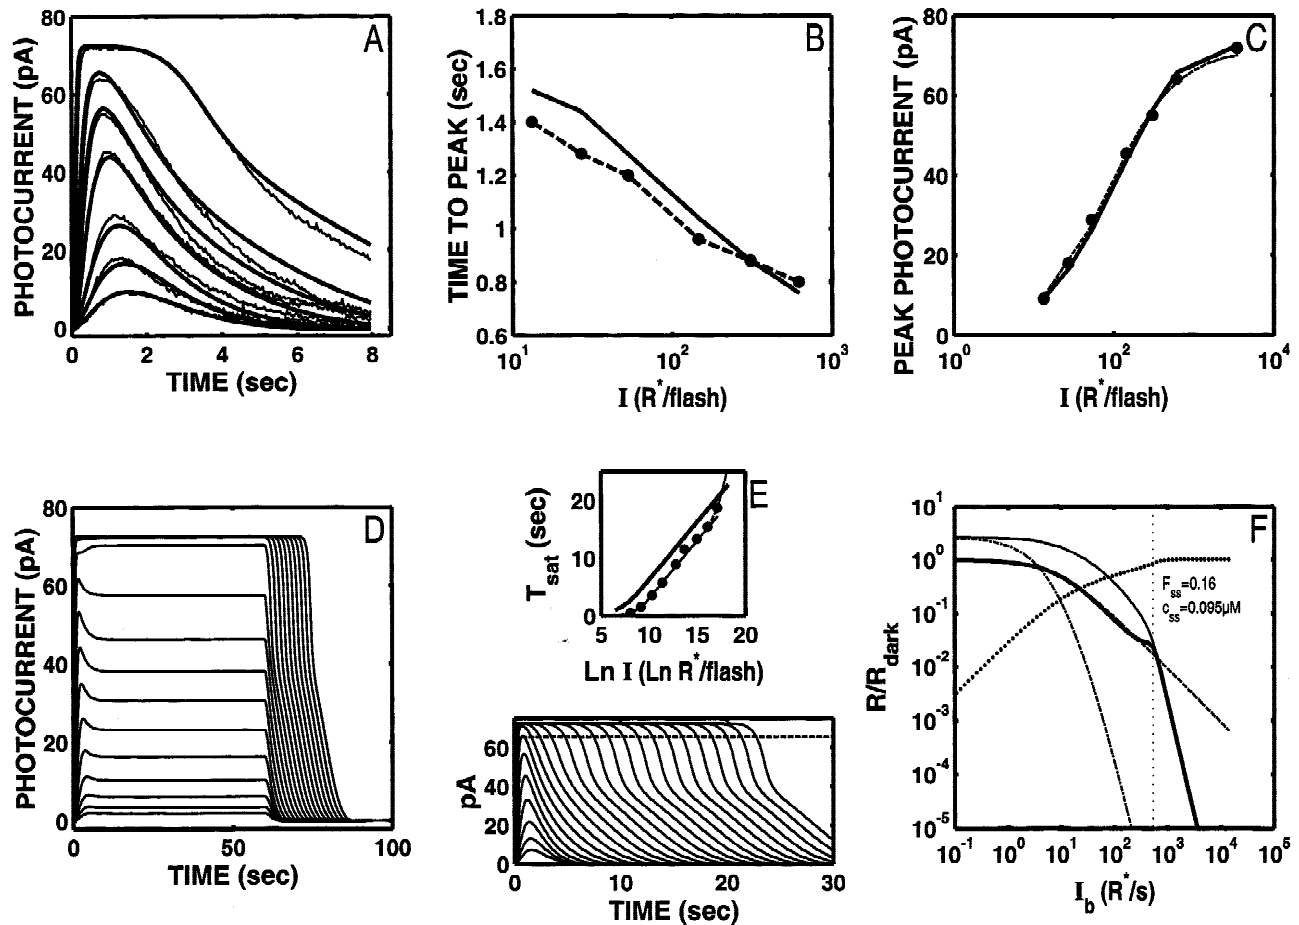 A
PHOTOCURRENT (pA)
80
60
40
20
0
0 2 4 6 8
TIME (sec)
B
TIME TO PEAK (sec)
1.8
1.6
1.4
1.2
1
0.8
0.6
10^1 10^2 10^3
I (R*/flash)
C
PEAK PHOTOCURRENT (pA)
80
60
40
20
0
10^0 10^2 10^4
I (R*/flash)
D
PHOTOCURRENT (pA)
80
60
40
20
0
0 50 100
TIME (sec)
E
T_sat (sec)
20
10
0
5 10 15 20
Ln I (Ln R*/flash)
pA
60
40
20
0
0 10 20 30
TIME (sec)
F
R/R_dark
10^1
10^0
10^-1
10^-2
10^-3
10^-4
10^-5
F_ss=0.16
c_ss=0.095µM
10^-1 10^0 10^1 10^2 10^3 10^4 10^5
I_b (R*/s)